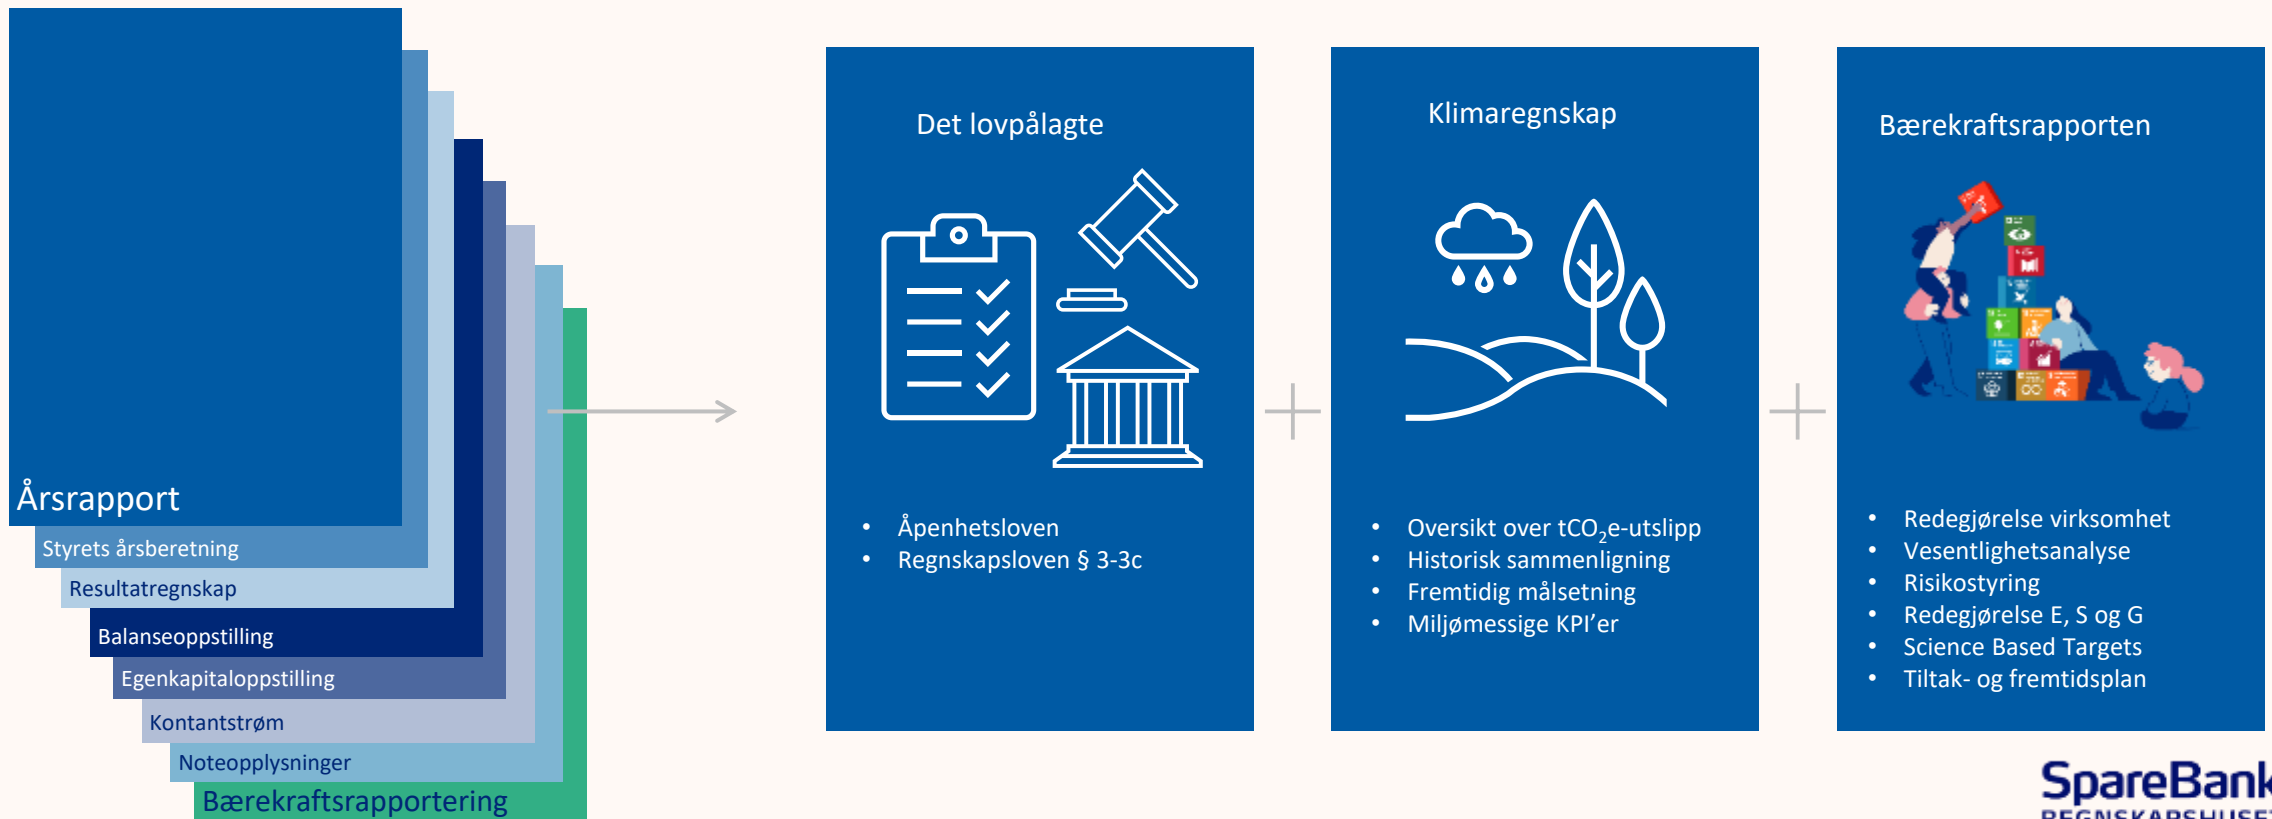 Årsrapport
Styrets årsberetning
Resultatregnskap
Balanseoppstilling
Egenkapitaloppstilling
Kontantstrøm
Noteopplysninger
Bærekraftsrapportering
Det lovpålagte
• Åpenhetsloven
• Regnskapsloven § 3-3c
Klimaregnskap
• Oversikt over tCO₂e-utslipp
• Historisk sammenligning
• Fremtidig målsetning
• Miljømessige KPI’er
Bærekraftsrapporten
• Redegjørelse virksomhet
• Vesentlighetsanalyse
• Risikostyring
• Redegjørelse E, S og G
• Science Based Targets
• Tiltak- og fremtidsplan
SpareBank
REGNSKAPSHUSET